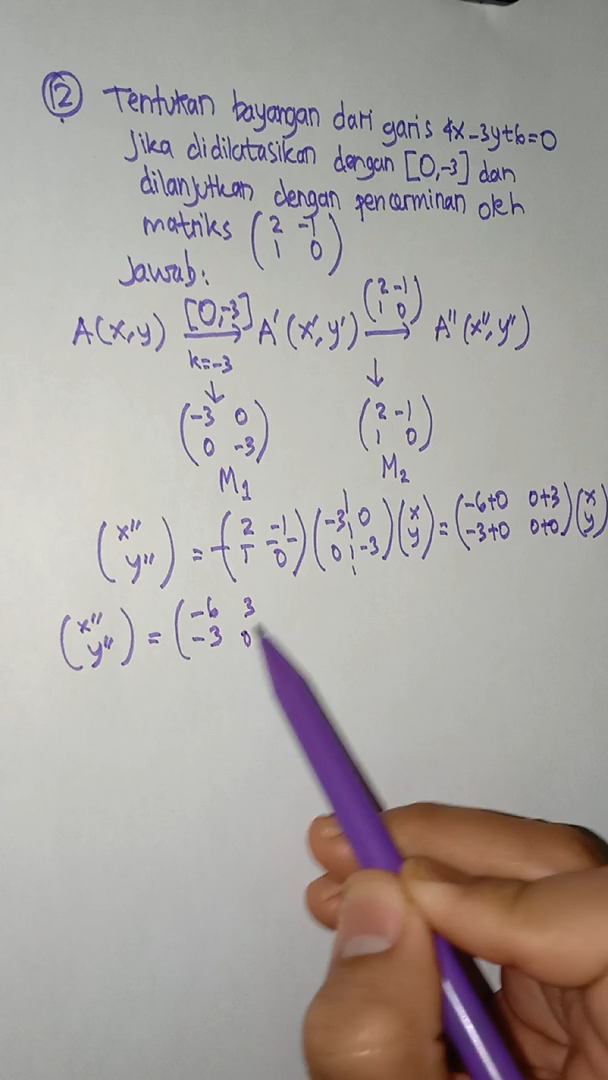 12 Tentukan bayangan dari garis 4x-3y+6=0
Jika didilatasikan dengan [0,-3] dan
dilanjutkan dengan pencerminan oleh
matriks (2 -1
1 0)
Jawab:
A(x,y) [0,-3] k=-3 → A'(x',y') (2 -1
1 0) → A''(x'',y'')
↓ ↓
(-3 0
0 -3) (2 -1
1 0)
M₁ M₂
(x''
y'') = (2 -1
1 0)(-3 0
0 -3)(x
y) = (-6+0 0+3
-3+0 0+0)(x
y)
(x''
y'') = (-6 3
-3 0